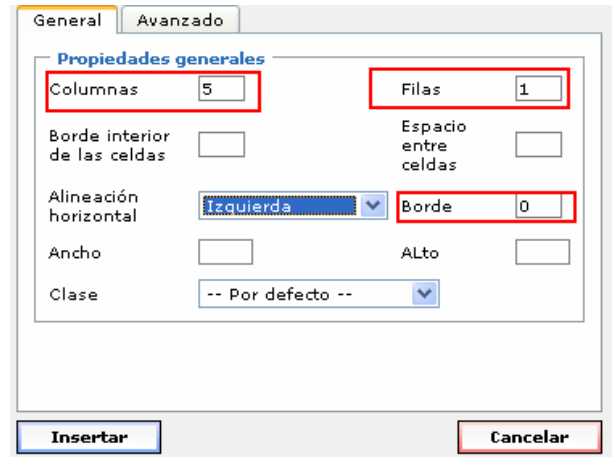 General Avanzado
Propiedades generales
Columnas 5 Filas 1
Borde interior
de las celdas
Espacio
entre
celdas
Alineación
horizontal
Izquierda
Borde 0
Ancho ALto
Clase -- Por defecto --
Insertar Cancelar